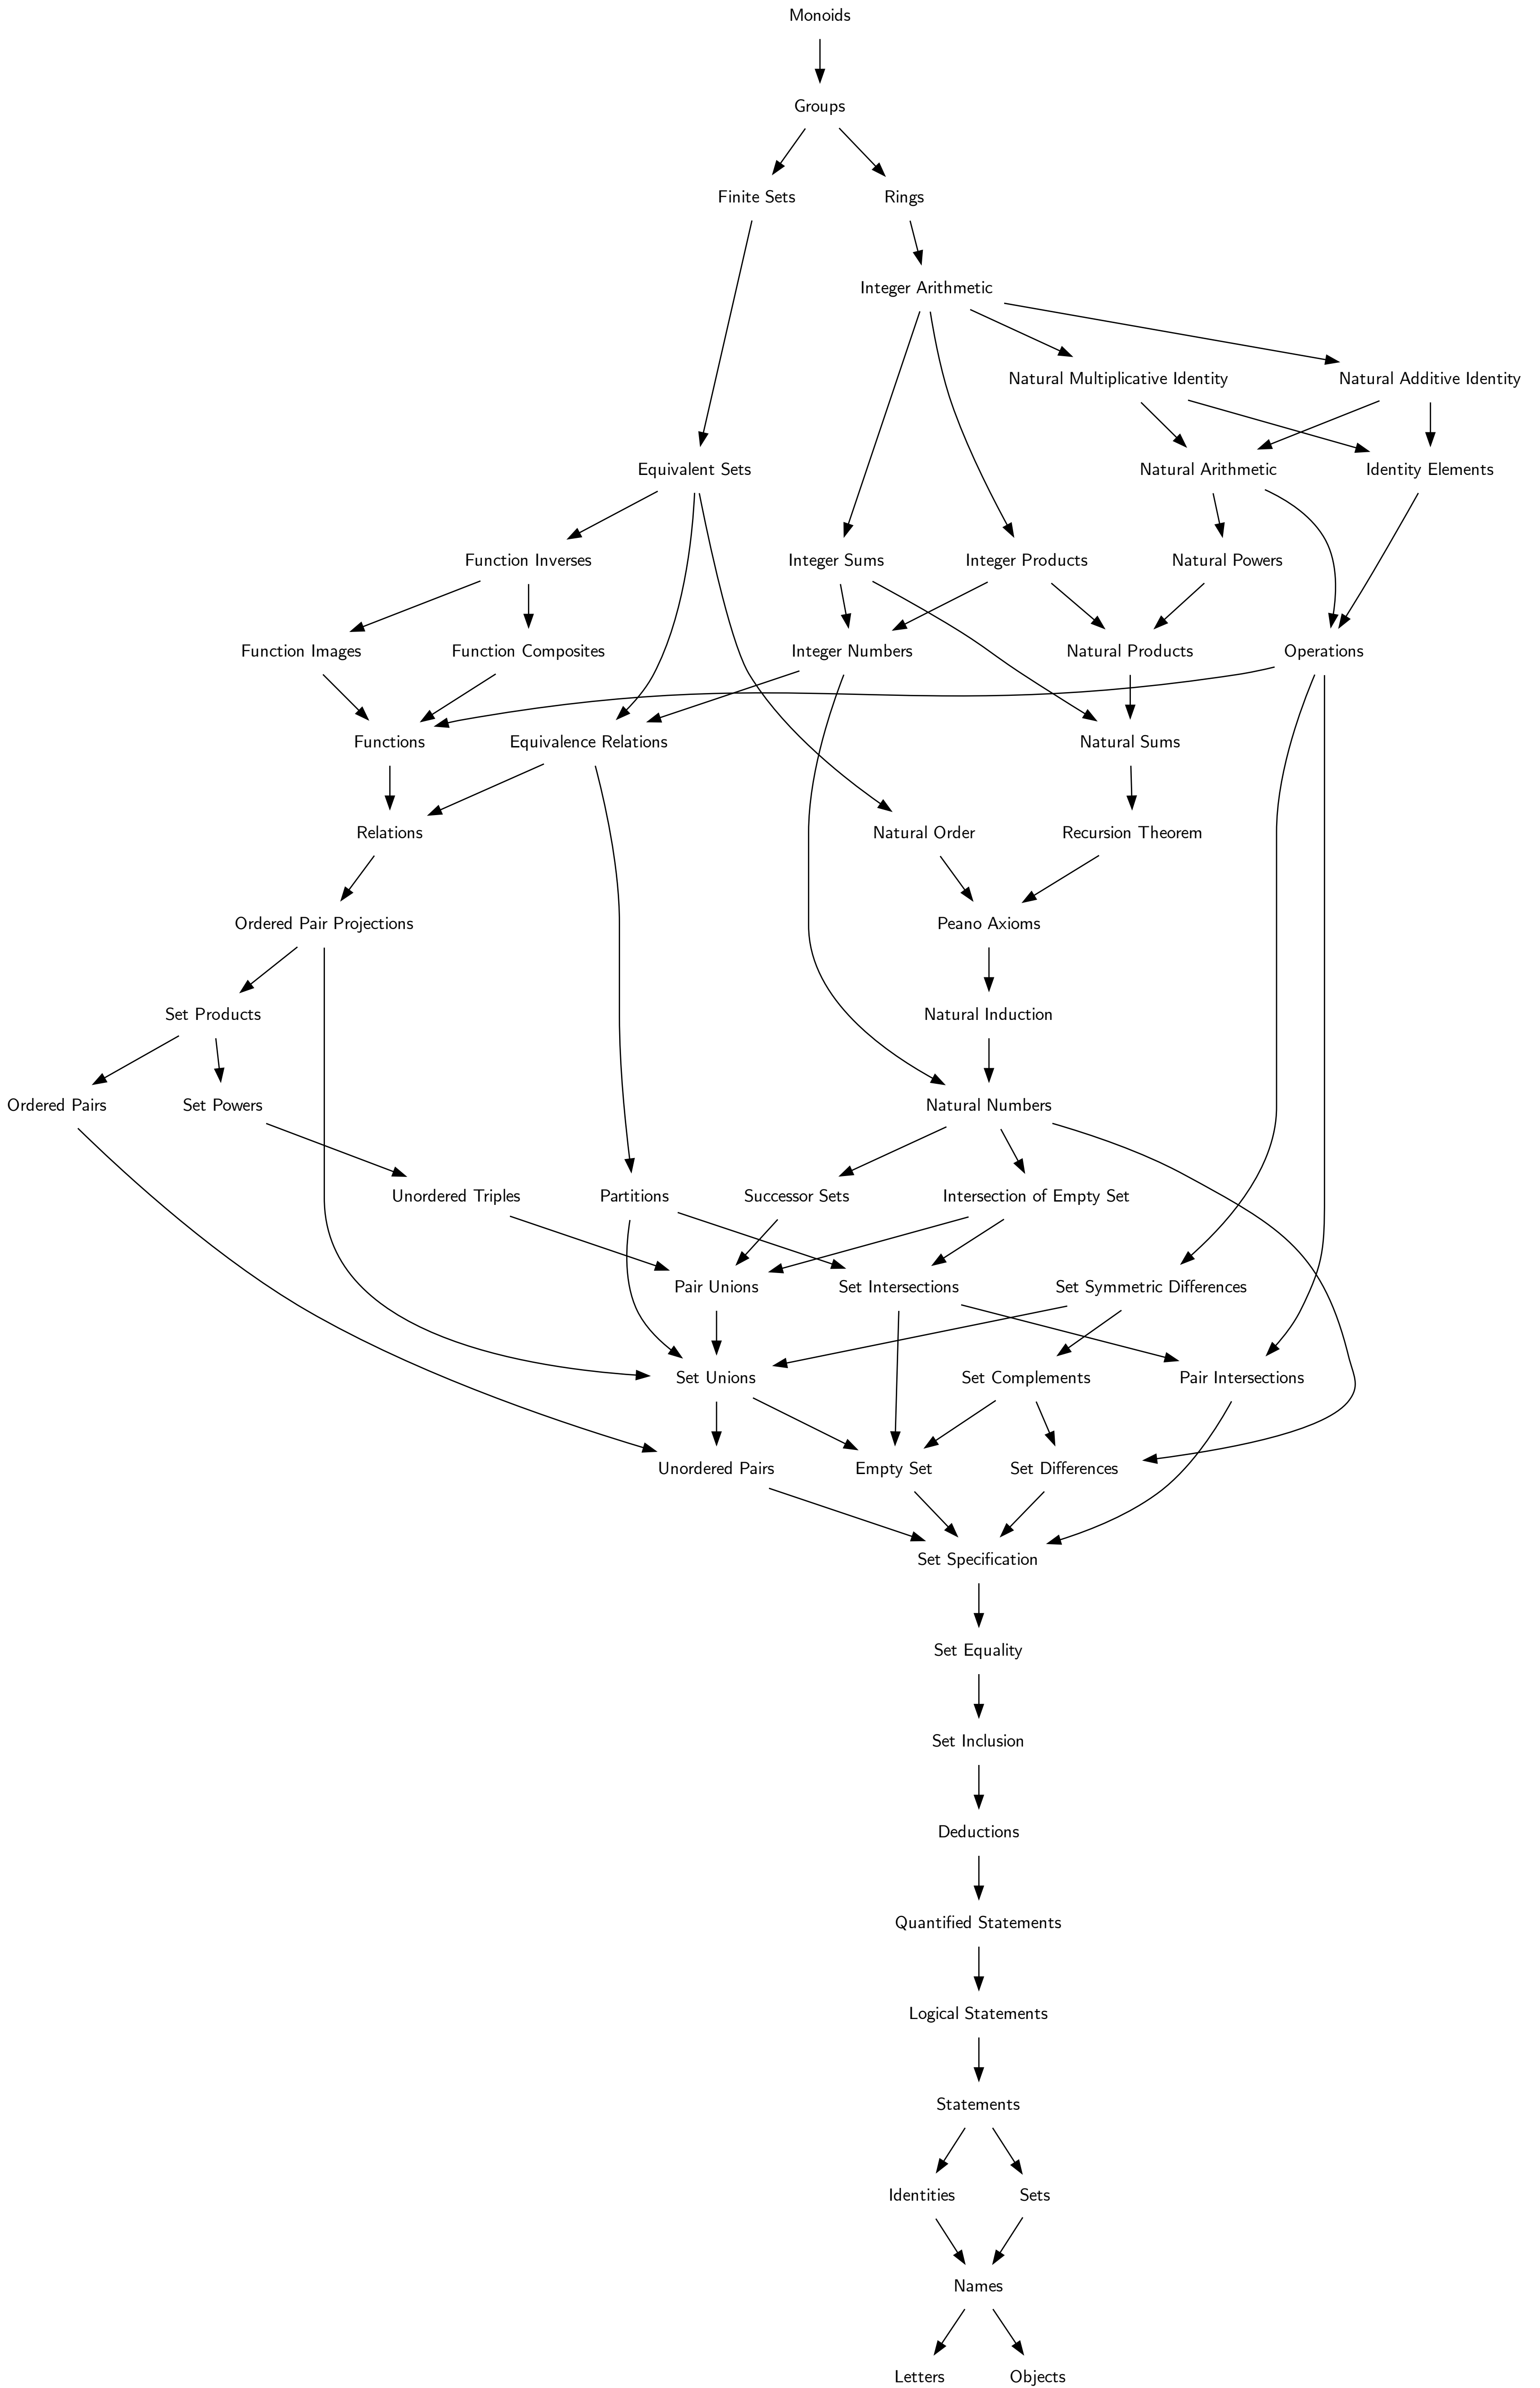 Monoids
Groups
Finite Sets
Rings
Integer Arithmetic
Natural Multiplicative Identity
Natural Additive Identity
Equivalent Sets
Natural Arithmetic
Identity Elements
Function Inverses
Integer Sums
Integer Products
Natural Powers
Function Images
Function Composites
Integer Numbers
Natural Products
Operations
Functions
Equivalence Relations
Natural Sums
Relations
Natural Order
Recursion Theorem
Ordered Pair Projections
Peano Axioms
Set Products
Natural Induction
Ordered Pairs
Set Powers
Natural Numbers
Unordered Triples
Partitions
Successor Sets
Intersection of Empty Set
Pair Unions
Set Intersections
Set Symmetric Differences
Set Unions
Set Complements
Pair Intersections
Unordered Pairs
Empty Set
Set Differences
Set Specification
Set Equality
Set Inclusion
Deductions
Quantified Statements
Logical Statements
Statements
Identities
Sets
Names
Letters
Objects